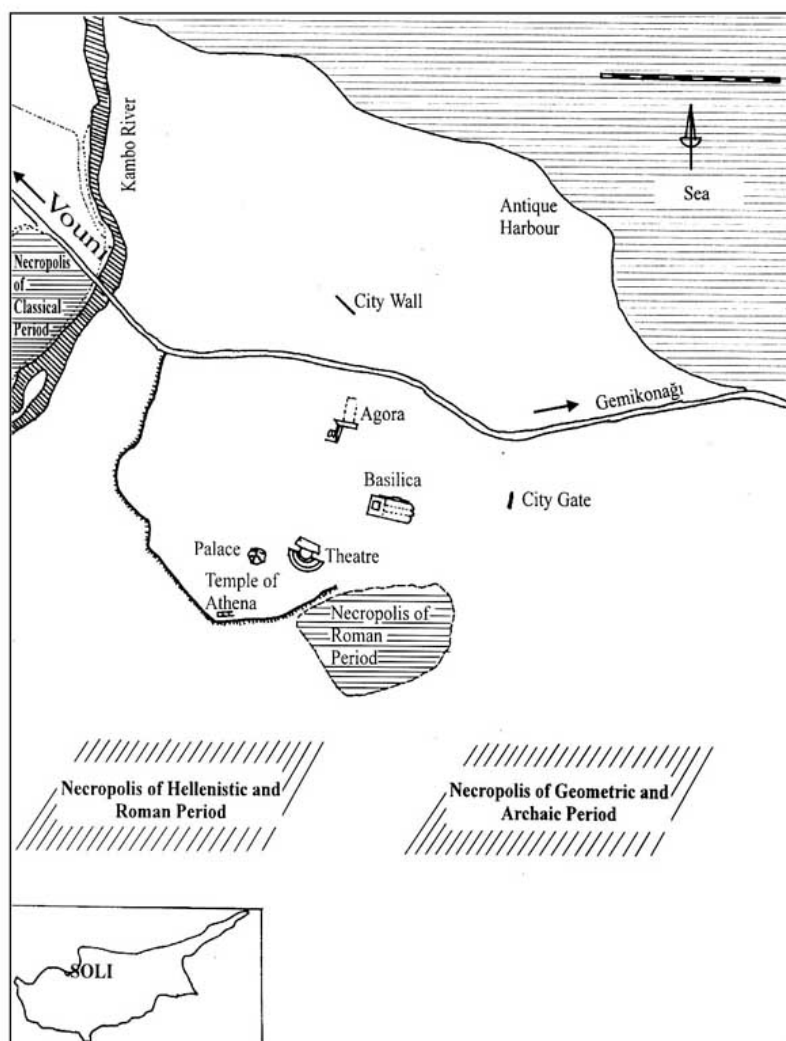 Kambo River
Sea
Antique
Harbour
Vouni
Necropolis
of
Classical
Period
City Wall
Gemikonağı
Agora
Basilica
City Gate
Palace
Theatre
Temple of
Athena
Necropolis of
Roman
Period
Necropolis of Hellenistic and
Roman Period
Necropolis of Geometric and
Archaic Period
SOLI